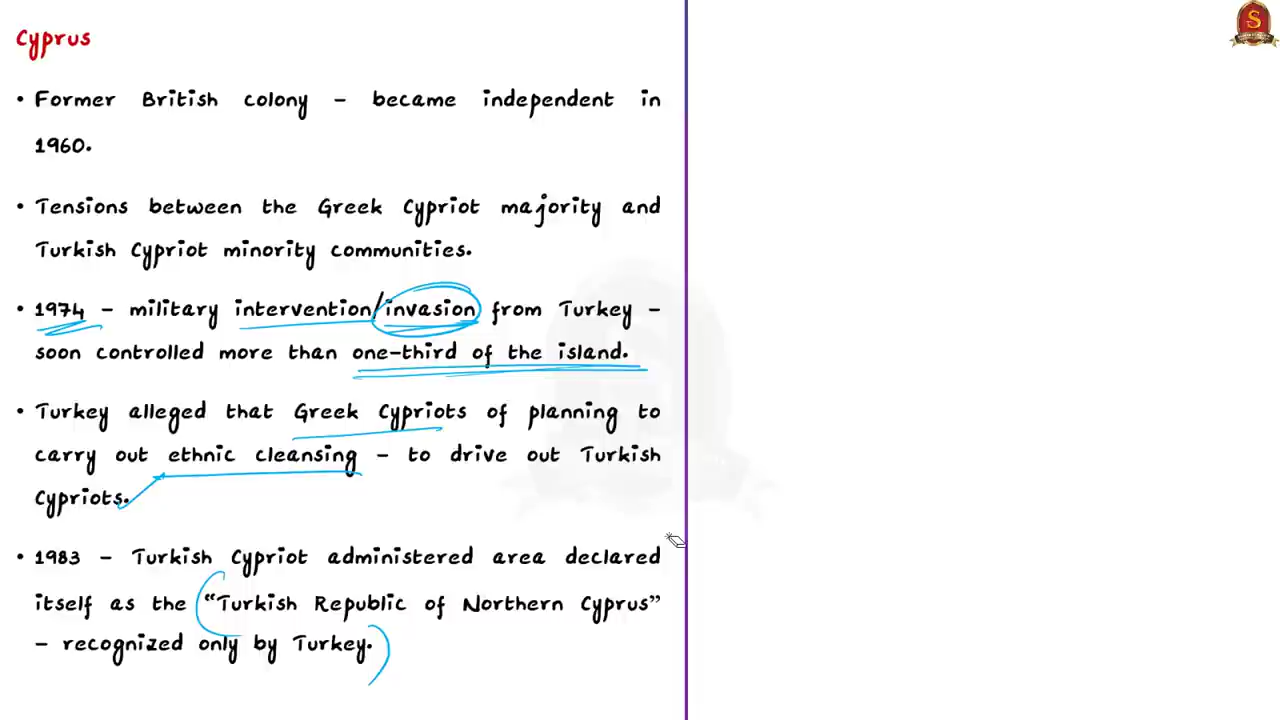 Cyprus
• Former British colony – became independent in
1960.
• Tensions between the Greek Cypriot majority and
Turkish Cypriot minority communities.
• 1974 – military intervention/invasion from Turkey –
soon controlled more than one-third of the island.
• Turkey alleged that Greek Cypriots of planning to
carry out ethnic cleansing – to drive out Turkish
Cypriots.
• 1983 – Turkish Cypriot administered area declared
itself as the “Turkish Republic of Northern Cyprus”
– recognized only by Turkey.
S